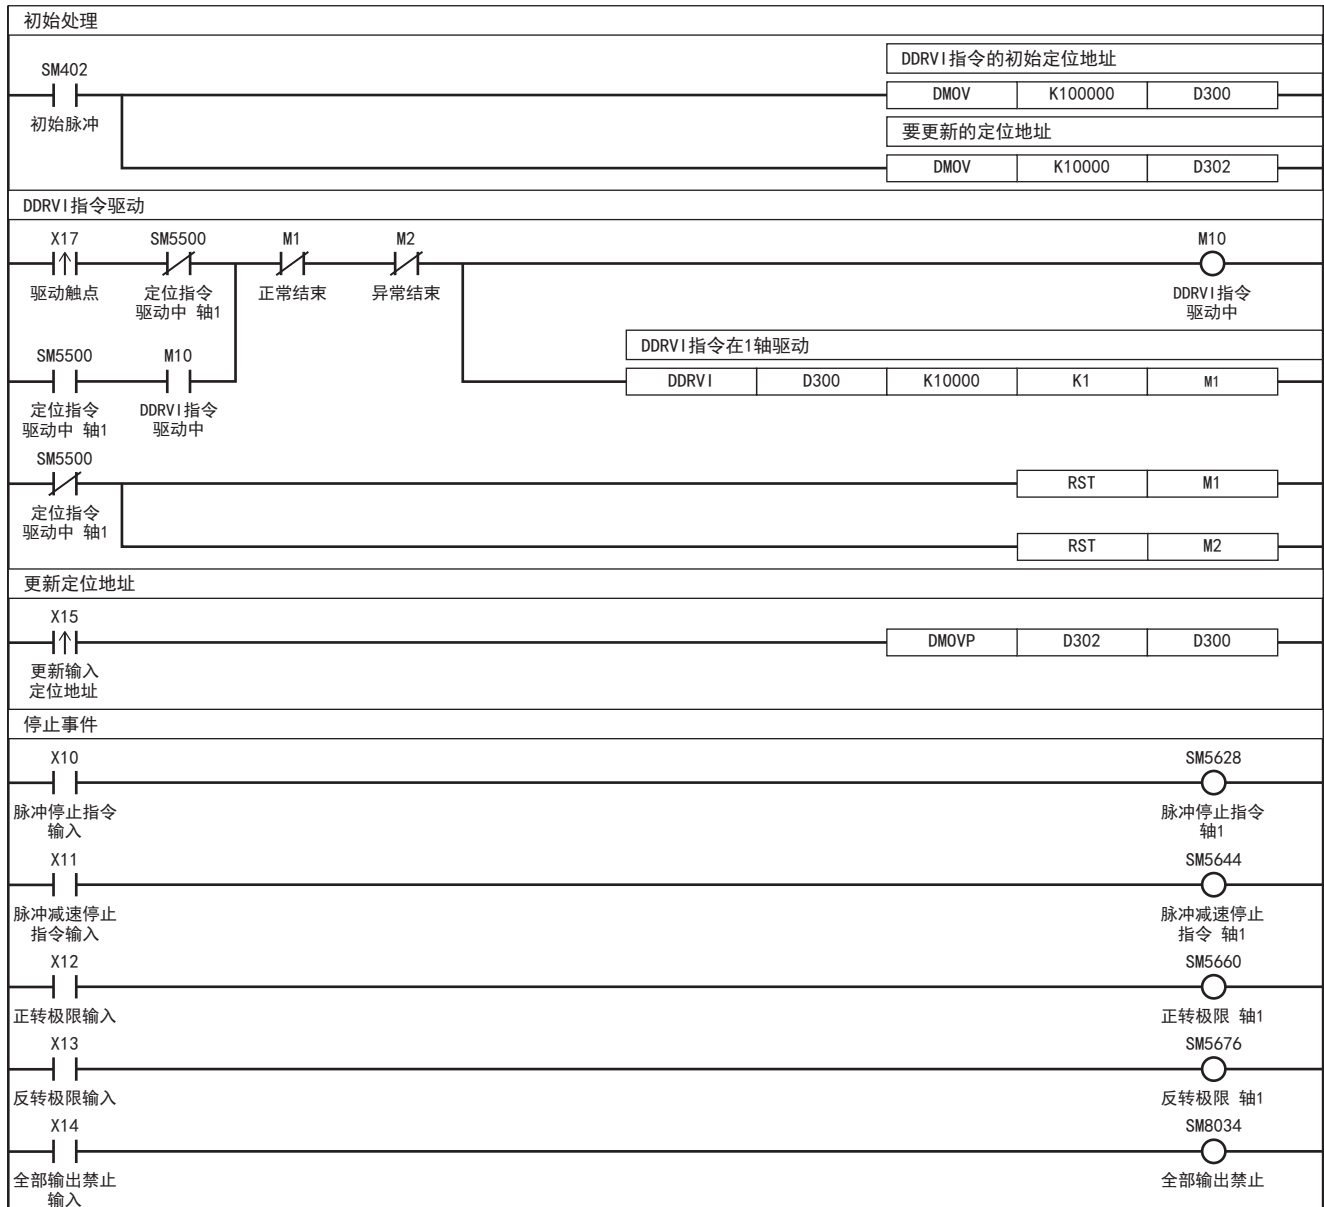 初始处理
DDRVI指令的初始定位地址
SM402
DMOV K100000 D300
初始脉冲
要更新的定位地址
DMOV K10000 D302
DDRVI指令驱动
X17 SM5500 M1 M2 M10
驱动触点 定位指令 正常结束 异常结束 DDRVI指令
驱动中 轴1 驱动中
DDRVI指令在1轴驱动
SM5500 M10
DDRVI D300 K10000 K1 M1
定位指令 DDRVI指令
驱动中 轴1 驱动中
SM5500
RST M1
定位指令
驱动中 轴1
RST M2
更新定位地址
X15
DMOVP D302 D300
更新输入
定位地址
停止事件
X10 SM5628
脉冲停止指令 脉冲停止指令
输入 轴1
X11 SM5644
脉冲减速停止 脉冲减速停止
指令输入 指令 轴1
X12 SM5660
正转极限输入 正转极限 轴1
X13 SM5676
反转极限输入 反转极限 轴1
X14 SM8034
全部输出禁止 全部输出禁止
输入